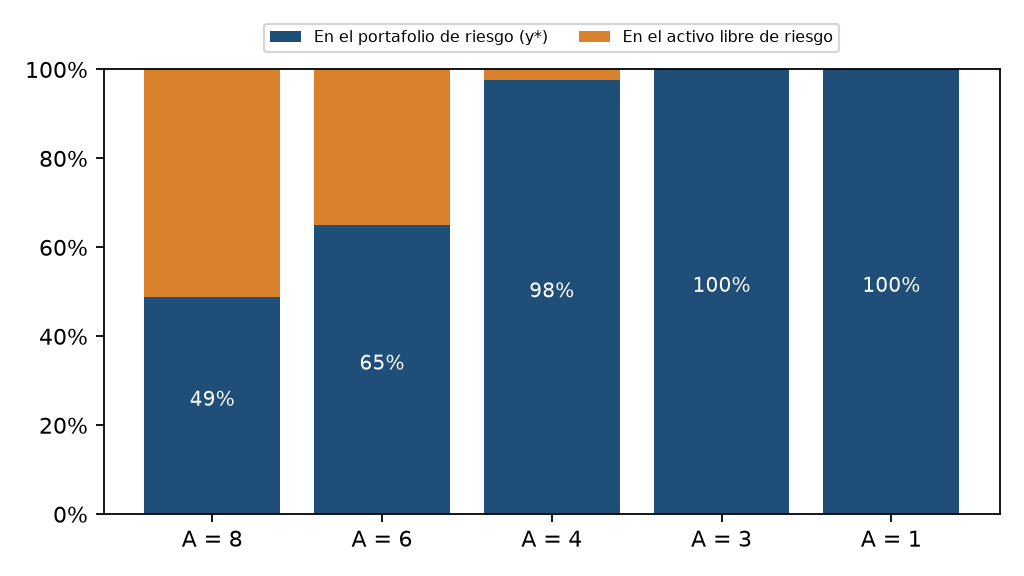 En el portafolio de riesgo (y*) En el activo libre de riesgo
100%
80%
60%
40%
20%
0%
49%
65%
98%
100%
100%
A = 8
A = 6
A = 4
A = 3
A = 1